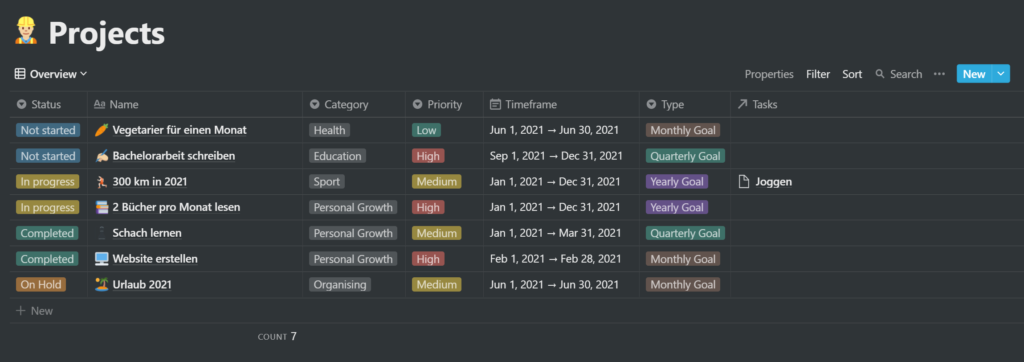 Projects
Overview Properties Filter Sort Search ... New
Status Name Category Priority Timeframe Type Tasks
Not started Vegetarier für einen Monat Health Low Jun 1, 2021 → Jun 30, 2021 Monthly Goal
Not started Bachelorarbeit schreiben Education High Sep 1, 2021 → Dec 31, 2021 Quarterly Goal
In progress 300 km in 2021 Sport Medium Jan 1, 2021 → Dec 31, 2021 Yearly Goal Joggen
In progress 2 Bücher pro Monat lesen Personal Growth High Jan 1, 2021 → Dec 31, 2021 Yearly Goal
Completed Schach lernen Personal Growth Medium Jan 1, 2021 → Mar 31, 2021 Quarterly Goal
Completed Website erstellen Personal Growth High Feb 1, 2021 → Feb 28, 2021 Monthly Goal
On Hold Urlaub 2021 Organising Medium Jun 1, 2021 → Jun 30, 2021 Monthly Goal
+ New
COUNT 7